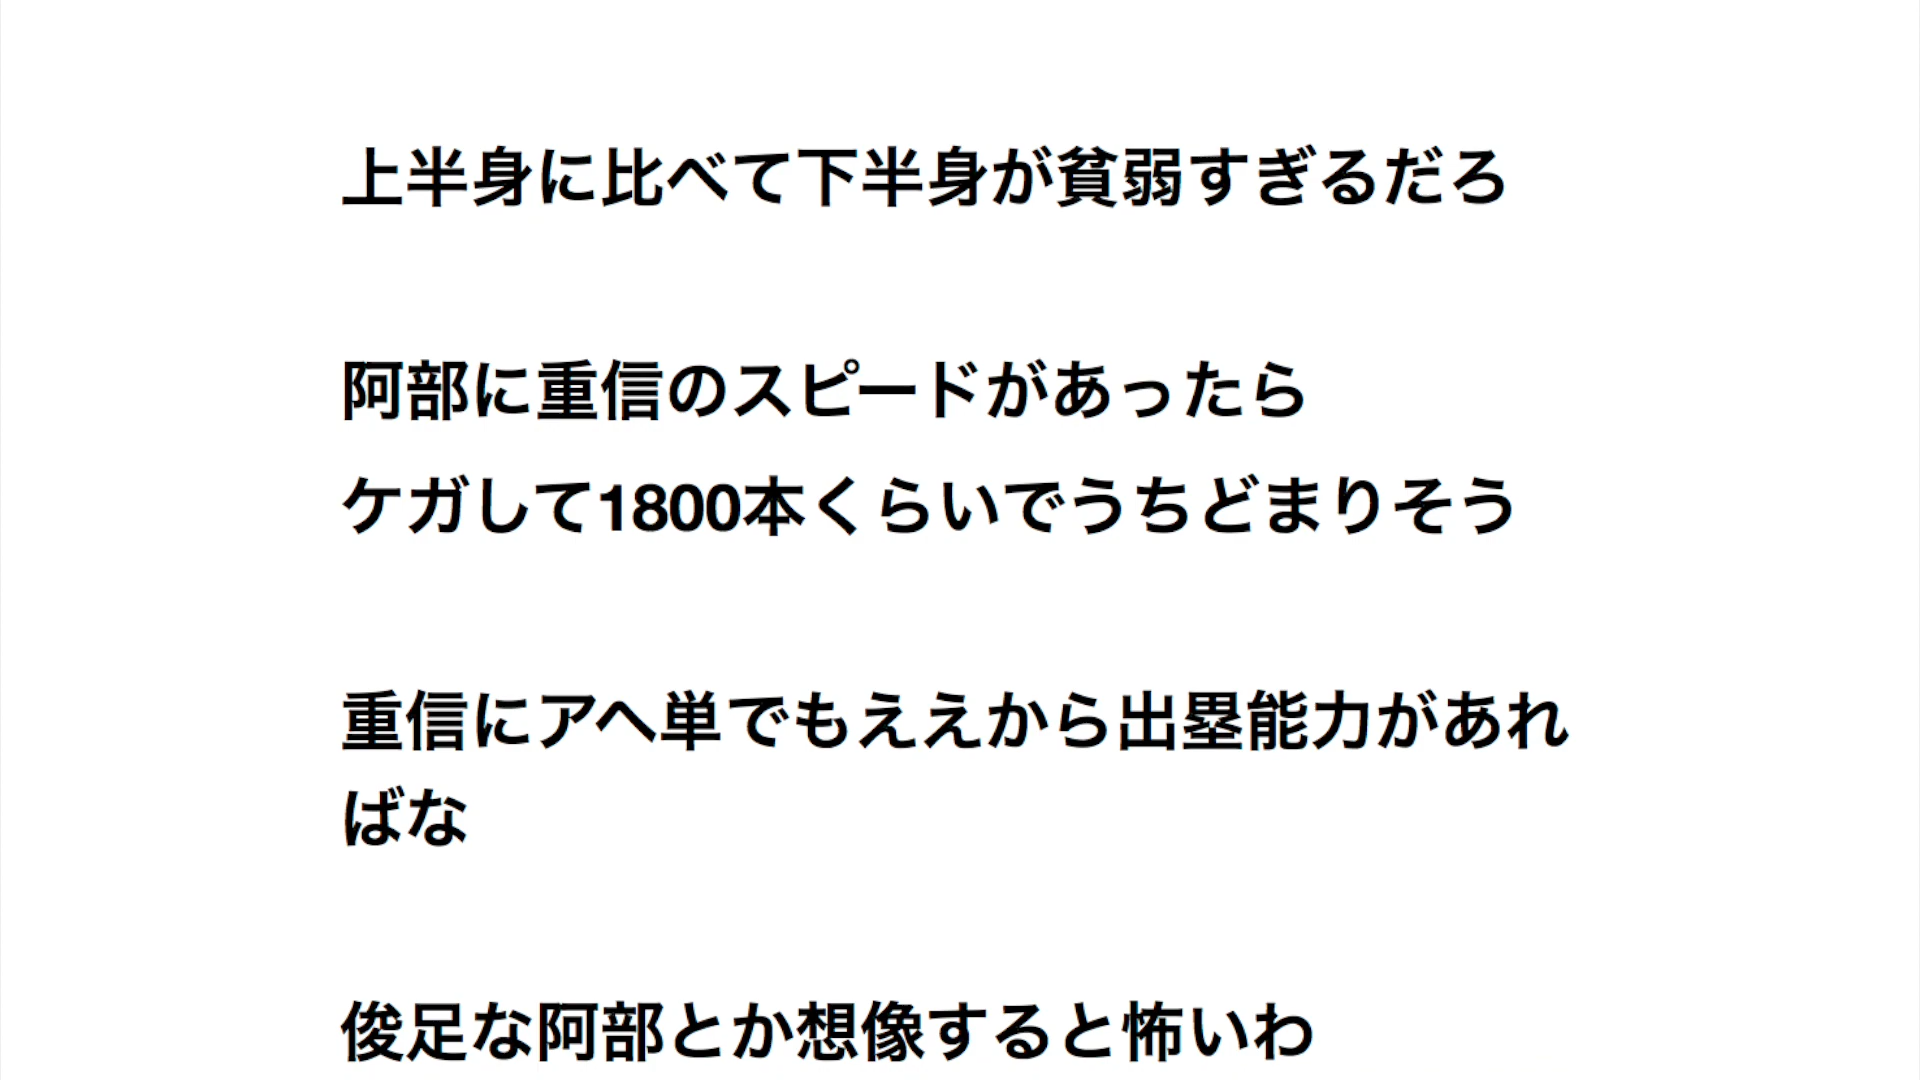 上半身に比べて下半身が貧弱すぎるだろ
阿部に重信のスピードがあったら
ケガして1800本くらいでうちどまりそう
重信にアヘ単でもええから出塁能力があれ
ばな
俊足な阿部とか想像すると怖いわ